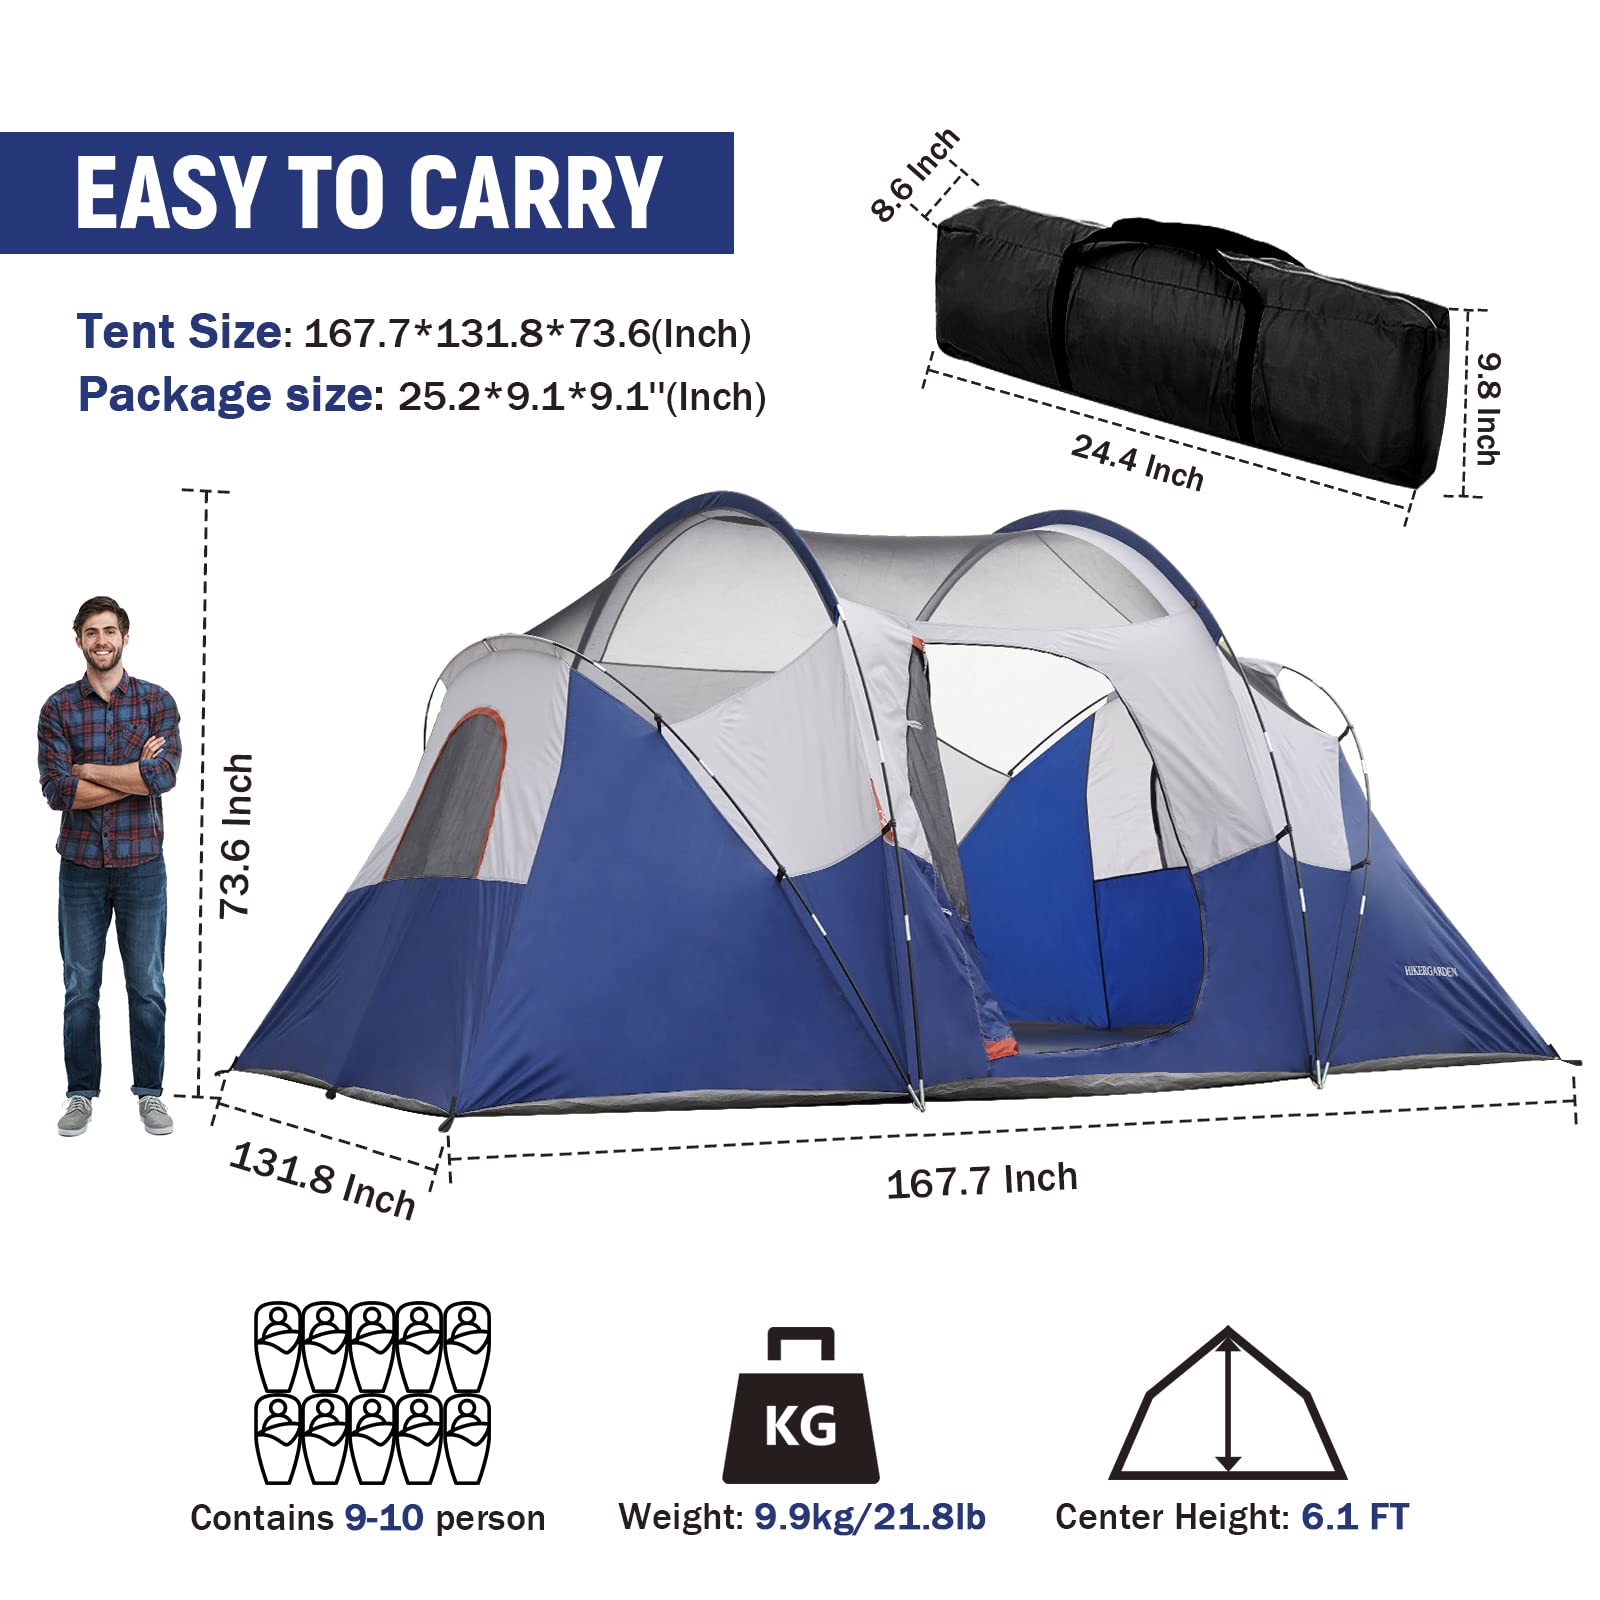 EASY TO CARRY
Tent Size: 167.7*131.8*73.6(Inch)
Package size: 25.2*9.1*9.1"(Inch)
8.6 Inch
9.8 Inch
24.4 Inch
73.6 Inch
HIKERGARDEN
131.8 Inch
167.7 Inch
KG
Contains 9-10 person
Weight: 9.9kg/21.8lb
Center Height: 6.1 FT